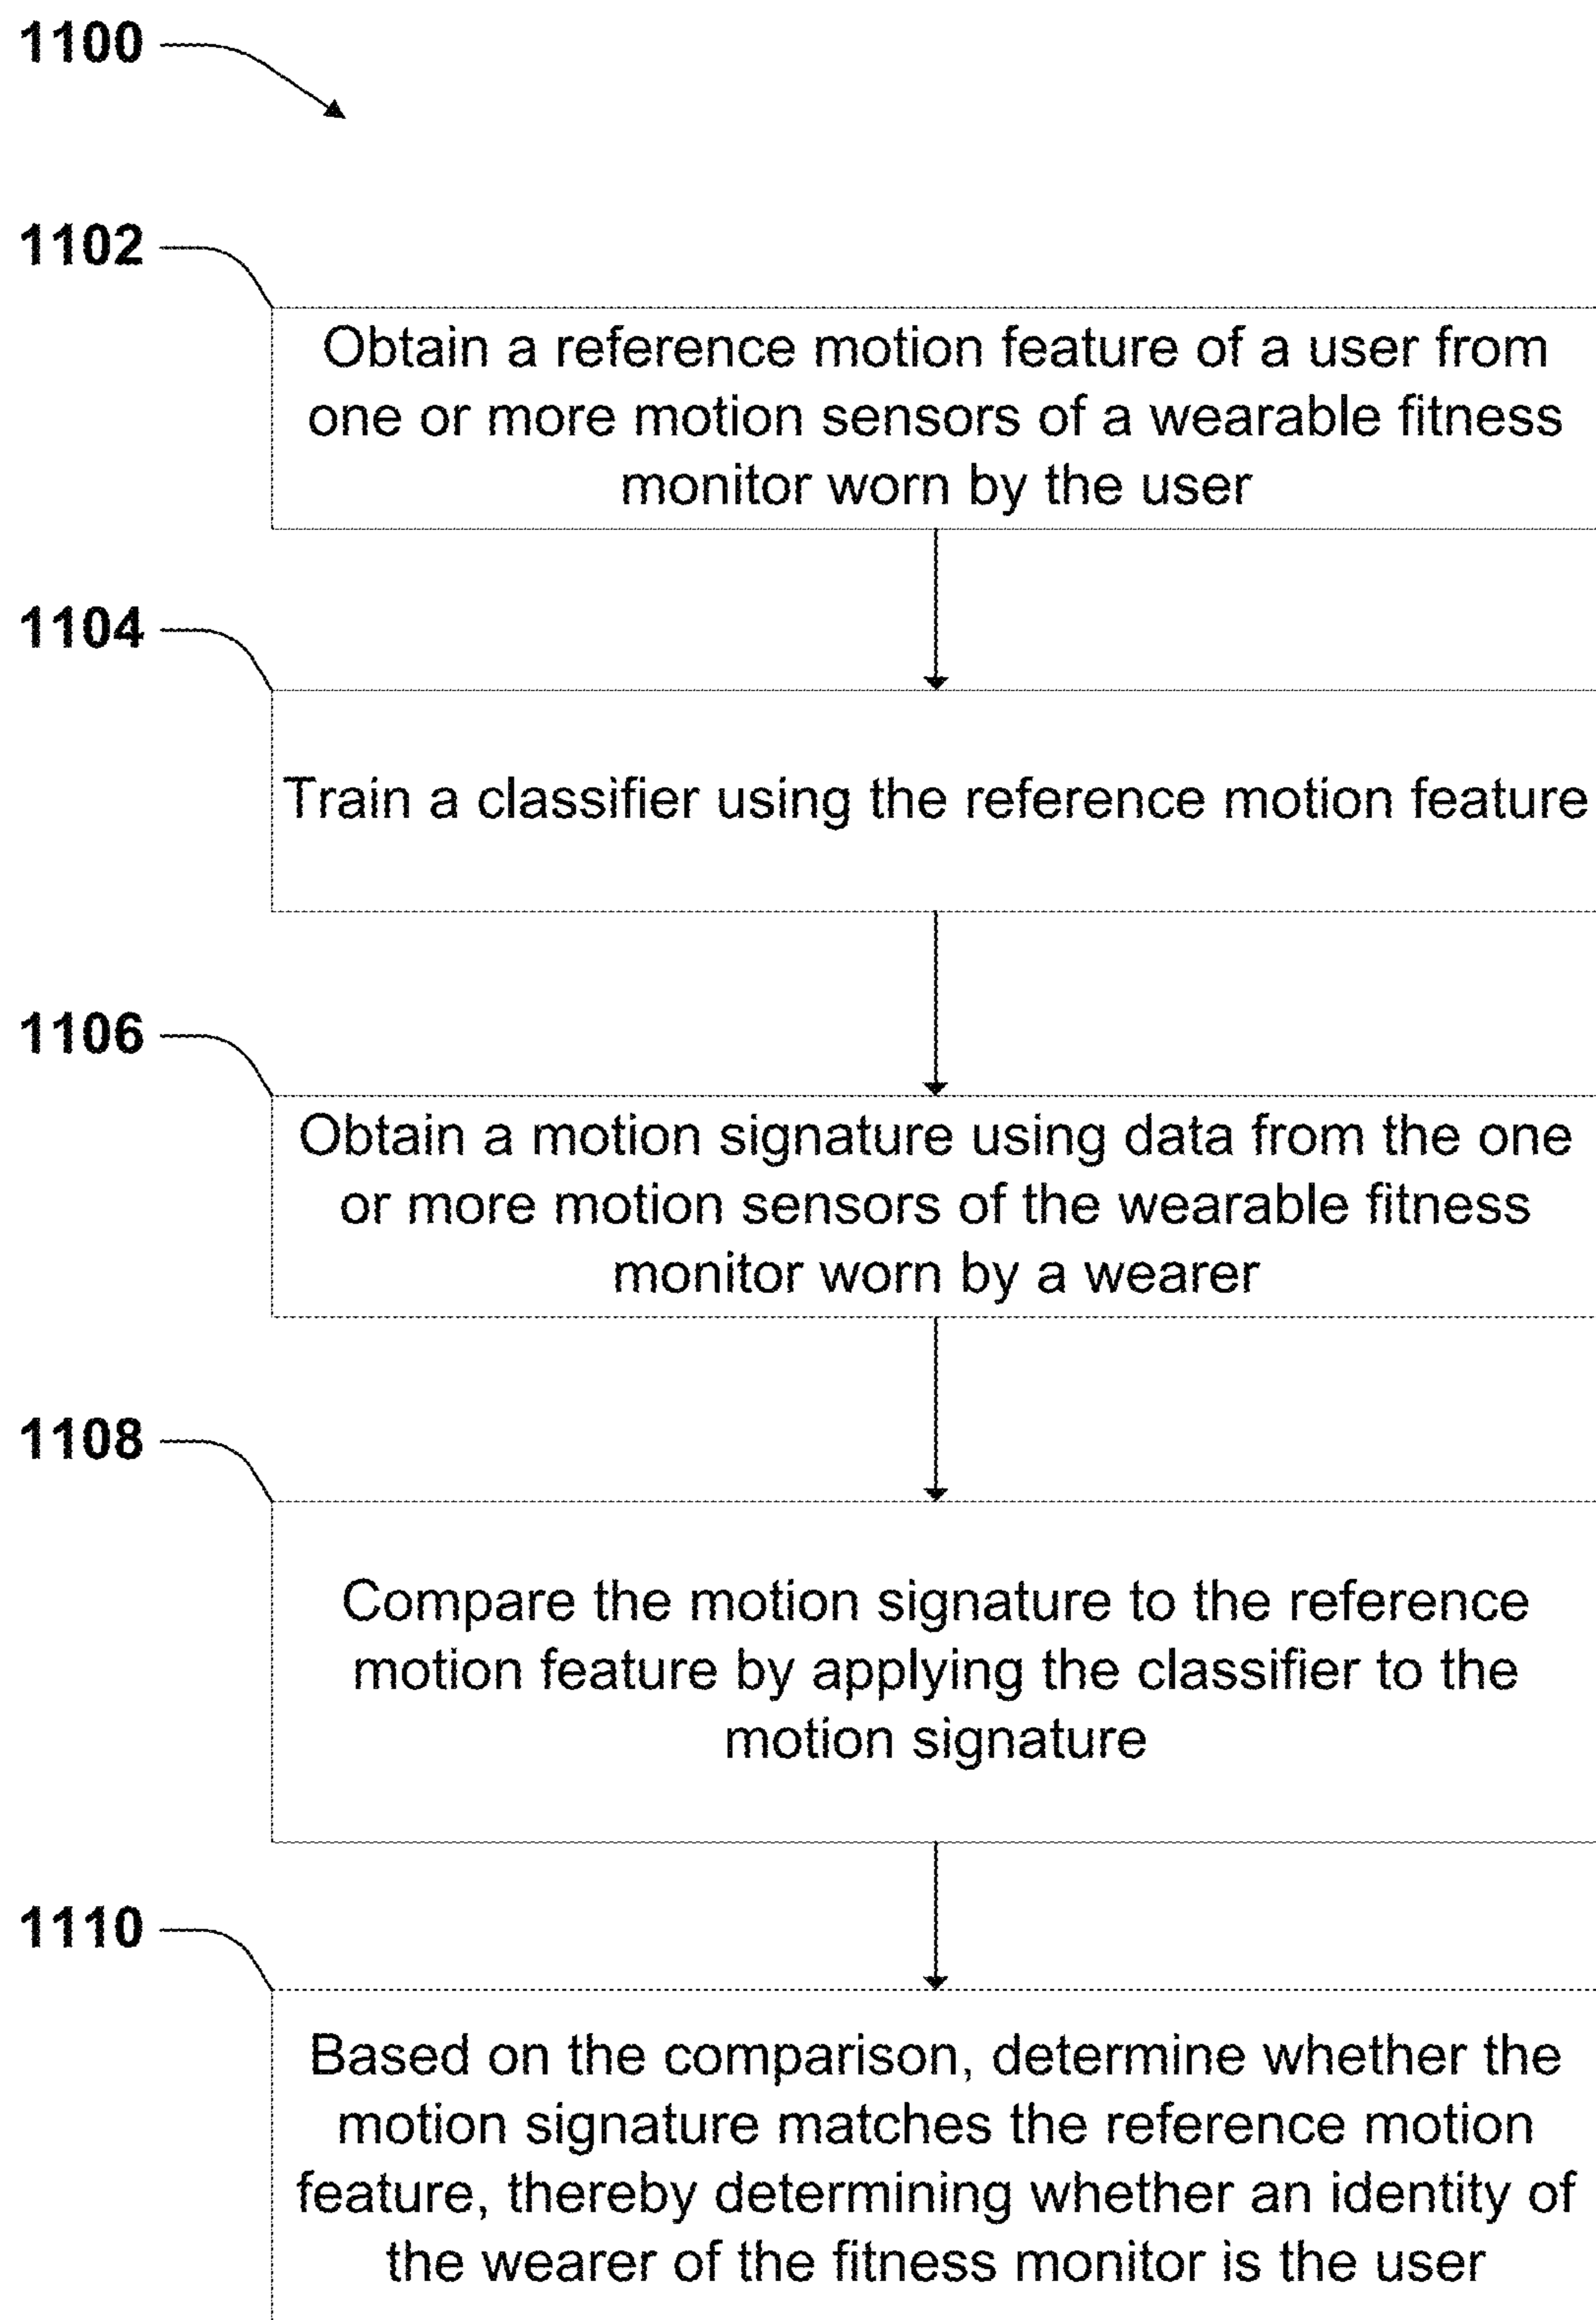 1100
1102
Obtain a reference motion feature of a user from
one or more motion sensors of a wearable fitness
monitor worn by the user
1104
Train a classifier using the reference motion feature
1106
Obtain a motion signature using data from the one
or more motion sensors of the wearable fitness
monitor worn by a wearer
1108
Compare the motion signature to the reference
motion feature by applying the classifier to the
motion signature
1110
Based on the comparison, determine whether the
motion signature matches the reference motion
feature, thereby determining whether an identity of
the wearer of the fitness monitor is the user